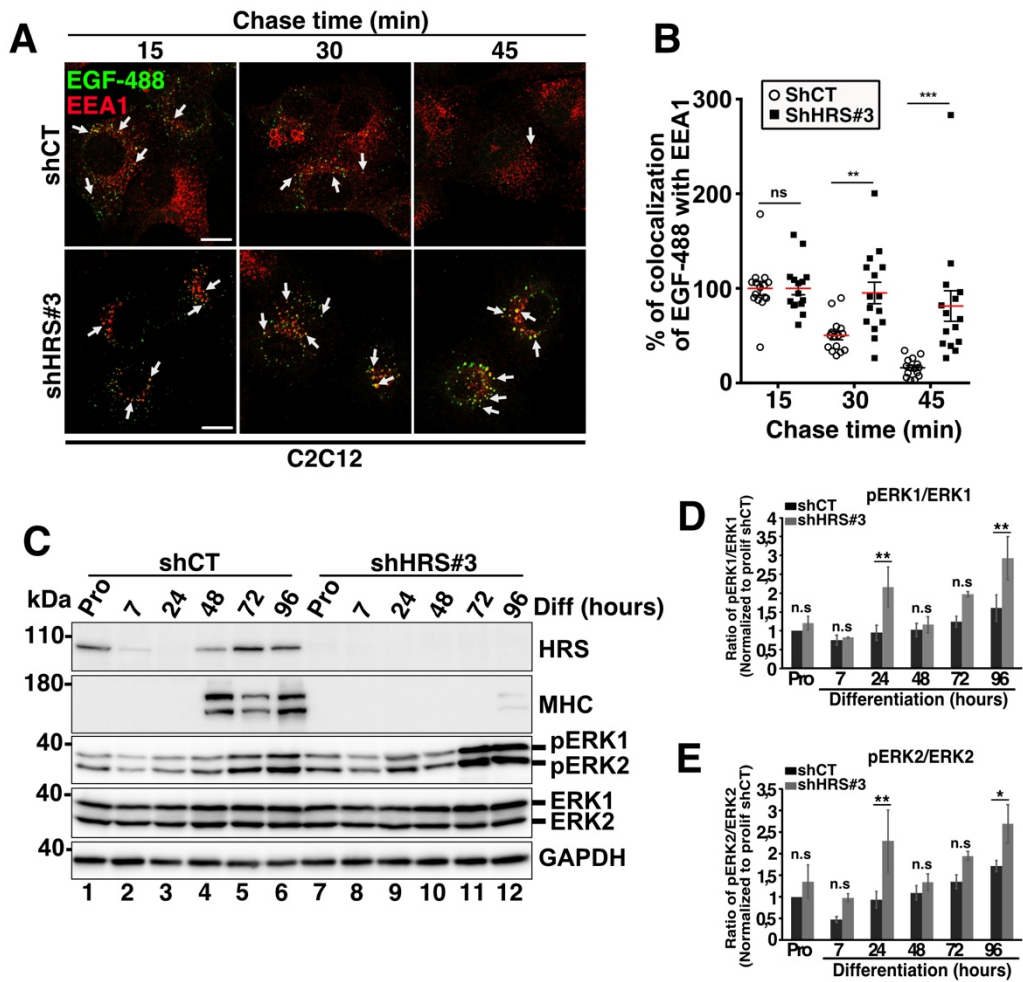 A
Chase time (min)
15 30 45
EGF-488
EEA1
shCT
shHRS#3
C2C12
B
ShCT
ShHRS#3
% of colocalization
of EGF-488 with EEA1
300
200
100
0
ns
**
***
15 30 45
Chase time (min)
C
shCT shHRS#3
kDa Pro 7 24 48 72 96 Pro 7 24 48 72 96 Diff (hours)
110 HRS
180 MHC
40 pERK1
pERK2
40 ERK1
ERK2
40 GAPDH
1 2 3 4 5 6 7 8 9 10 11 12
D
pERK1/ERK1
shCT
shHRS#3
Ratio of pERK1/ERK1
(Normalized to prolif shCT)
4
3,5
3
2,5
2
1,5
1
0,5
0
n.s n.s ** n.s n.s **
Pro 7 24 48 72 96
Differentiation (hours)
E
pERK2/ERK2
shCT
shHRS#3
Ratio of pERK2/ERK2
(Normalized to prolif shCT)
3,5
3
2,5
2
1,5
1
0,5
0
n.s n.s ** n.s n.s *
Pro 7 24 48 72 96
Differentiation (hours)